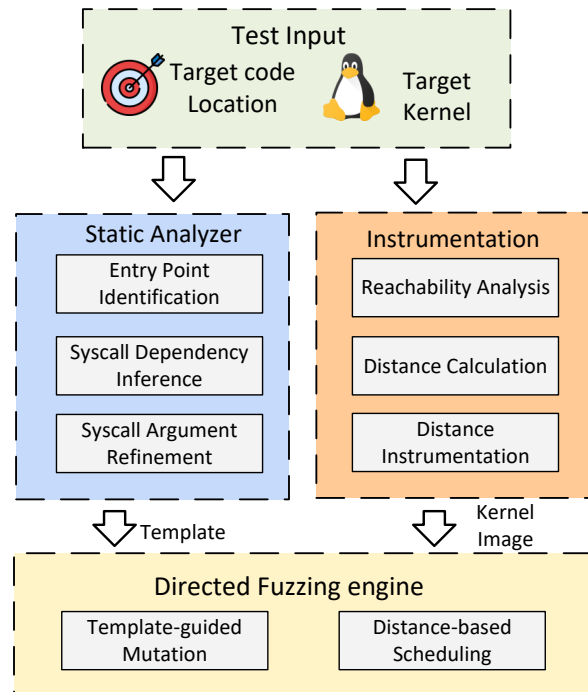 Test Input
Target code
Location
Target
Kernel
Static Analyzer
Entry Point
Identification
Syscall Dependency
Inference
Syscall Argument
Refinement
Instrumentation
Reachability Analysis
Distance Calculation
Distance
Instrumentation
Template
Kernel
Image
Directed Fuzzing engine
Template-guided
Mutation
Distance-based
Scheduling